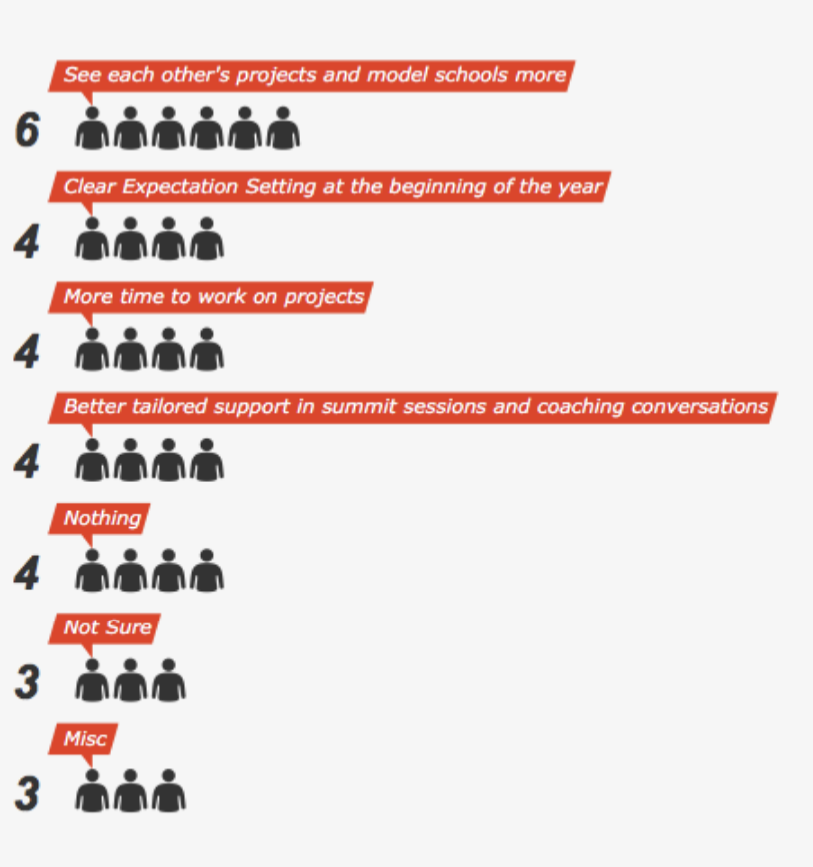 See each other's projects and model schools more
6
Clear Expectation Setting at the beginning of the year
4
More time to work on projects
4
Better tailored support in summit sessions and coaching conversations
4
Nothing
4
Not Sure
3
Misc
3